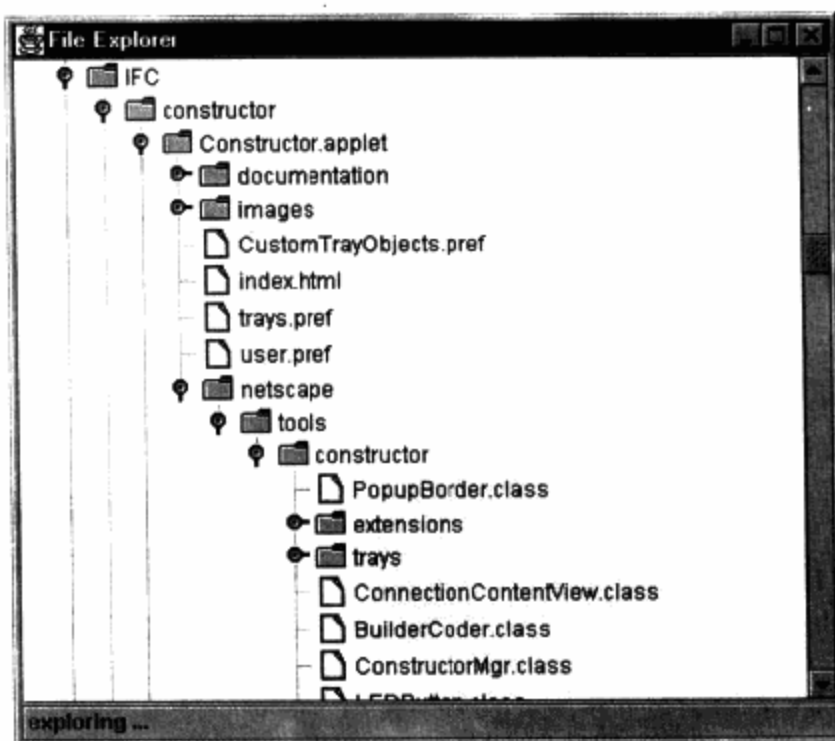 File Explorer
IFC
constructor
Constructor.applet
documentation
images
CustomTrayObjects.pref
index.html
trays.pref
user.pref
netscape
tools
constructor
PopupBorder.class
extensions
trays
ConnectionContentView.class
BuilderCoder.class
ConstructorMgr.class
exploring ...